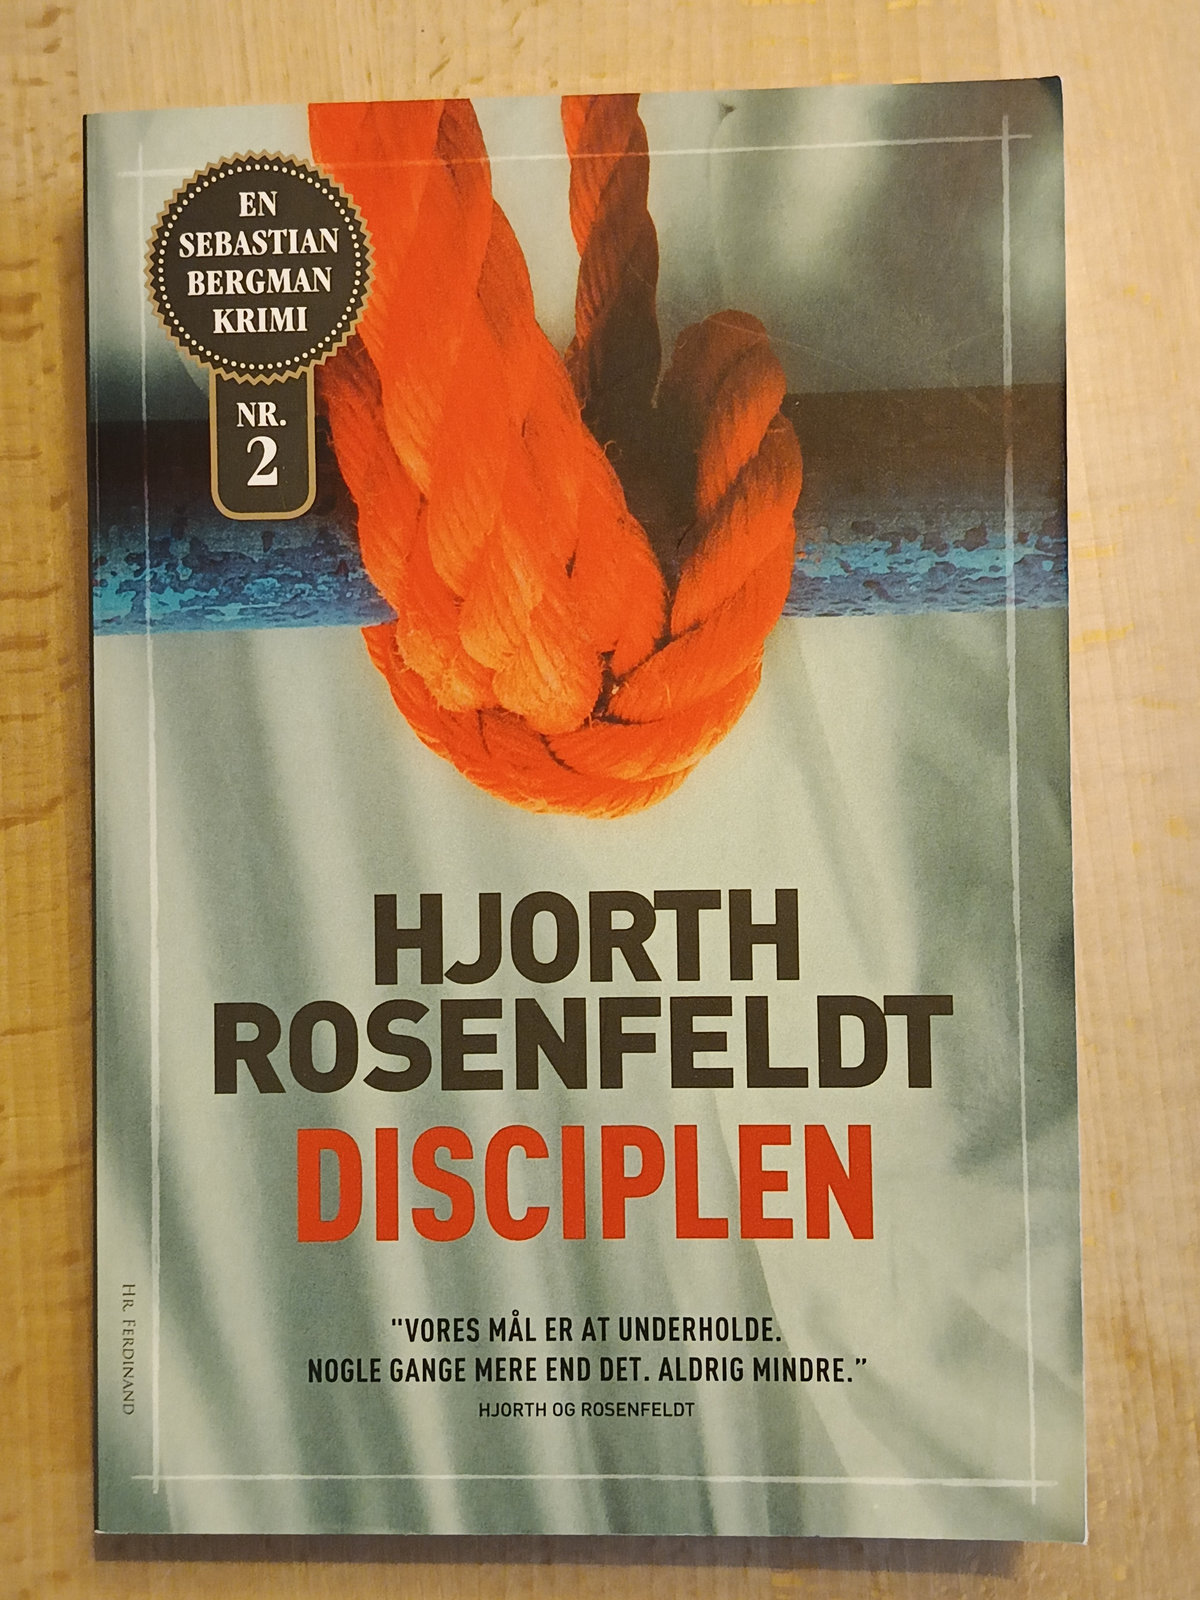 EN
SEBASTIAN
BERGMAN
KRIMI
NR.
2
HJORTH
ROSENFELDT
DISCIPLEN
"VORES MÅL ER AT UNDERHOLDE.
NOGLE GANGE MERE END DET. ALDRIG MINDRE.”
HJORTH OG ROSENFELDT
HR. FERDINAND